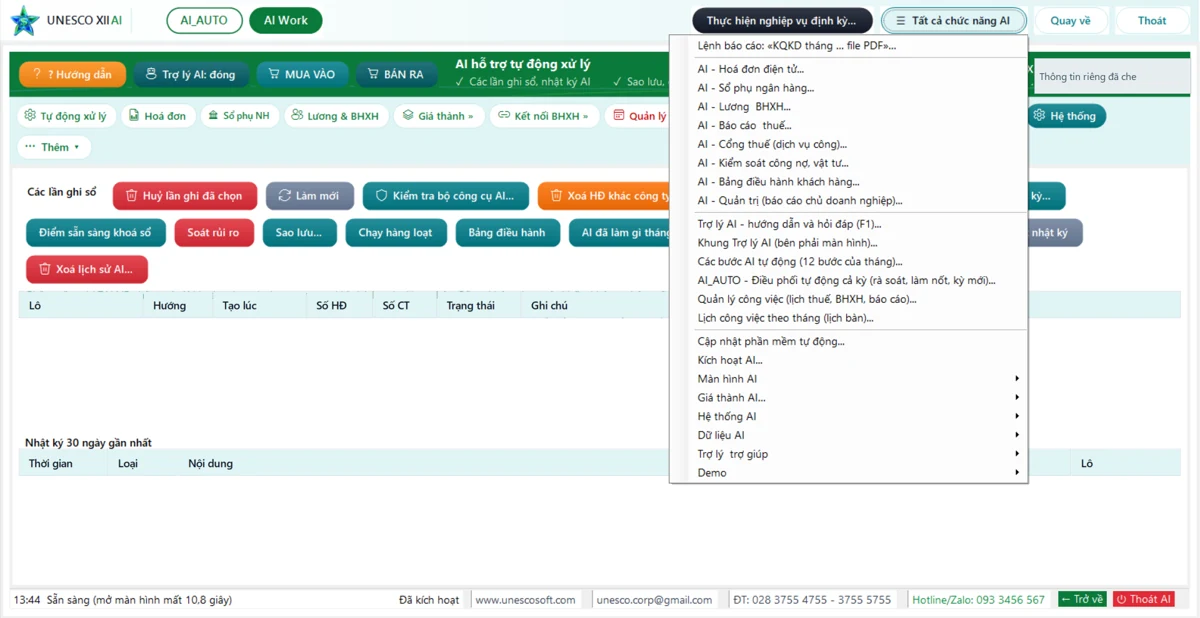 UNESCO XII AI
AI_AUTO
AI Work
Thực hiện nghiệp vụ định kỳ...
☰ Tất cả chức năng AI
Quay về
Thoát
? Hướng dẫn
Trợ lý AI: đóng
MUA VÀO
BÁN RA
AI hỗ trợ tự động xử lý
✓ Các lần ghi sổ, nhật ký AI ✓ Sao lưu,
Thông tin riêng đã che
Tự động xử lý
Hoá đơn
Sổ phụ NH
Lương & BHXH
Giá thành »
Kết nối BHXH »
Quản lý
Hệ thống
··· Thêm ▾
Các lần ghi sổ
Huỷ lần ghi đã chọn
Làm mới
Kiểm tra bộ công cụ AI...
Xoá HĐ khác công ty
kỳ...
Điểm sẵn sàng khoá sổ
Soát rủi ro
Sao lưu...
Chạy hàng loạt
Bảng điều hành
AI đã làm gì tháng
nhật ký
Xoá lịch sử AI...
Lô
Hướng
Tạo lúc
Số HĐ
Số CT
Trạng thái
Ghi chú
Lệnh báo cáo: «KQKD tháng ... file PDF»...
AI - Hoá đơn điện tử...
AI - Sổ phụ ngân hàng...
AI - Lương BHXH...
AI - Báo cáo thuế...
AI - Cổng thuế (dịch vụ công)...
AI - Kiểm soát công nợ, vật tư...
AI - Bảng điều hành khách hàng...
AI - Quản trị (báo cáo chủ doanh nghiệp)...
Trợ lý AI - hướng dẫn và hỏi đáp (F1)...
Khung Trợ lý AI (bên phải màn hình)...
Các bước AI tự động (12 bước của tháng)...
AI_AUTO - Điều phối tự động cả kỳ (rà soát, làm nốt, kỳ mới)...
Quản lý công việc (lịch thuế, BHXH, báo cáo)...
Lịch công việc theo tháng (lịch bàn)...
Cập nhật phần mềm tự động...
Kích hoạt AI...
Màn hình AI
Giá thành AI...
Hệ thống AI
Dữ liệu AI
Trợ lý trợ giúp
Demo
Nhật ký 30 ngày gần nhất
Thời gian
Loại
Nội dung
Lô
13:44 Sẵn sàng (mở màn hình mất 10,8 giây)
Đã kích hoạt
www.unescosoft.com
unesco.corp@gmail.com
ĐT: 028 3755 4755 - 3755 5755
Hotline/Zalo: 093 3456 567
← Trở về
Thoát AI